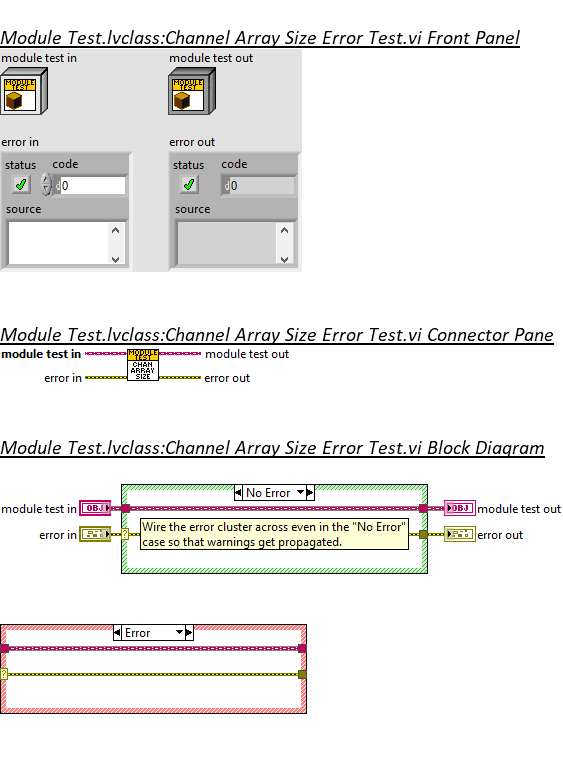 Module Test.lvclass:Channel Array Size Error Test.vi Front Panel
module test in
module test out
MODULE TEST
MODULE TEST
error in
error out
status code
status code
d0
d0
source
source
Module Test.lvclass:Channel Array Size Error Test.vi Connector Pane
module test in
MODULE
TEST
CHAN
ARRAY
SIZE
module test out
error in
error out
Module Test.lvclass:Channel Array Size Error Test.vi Block Diagram
No Error
module test in
OBJ
OBJ
module test out
error in
?
Wire the error cluster across even in the "No Error"
case so that warnings get propagated.
error out
Error
?